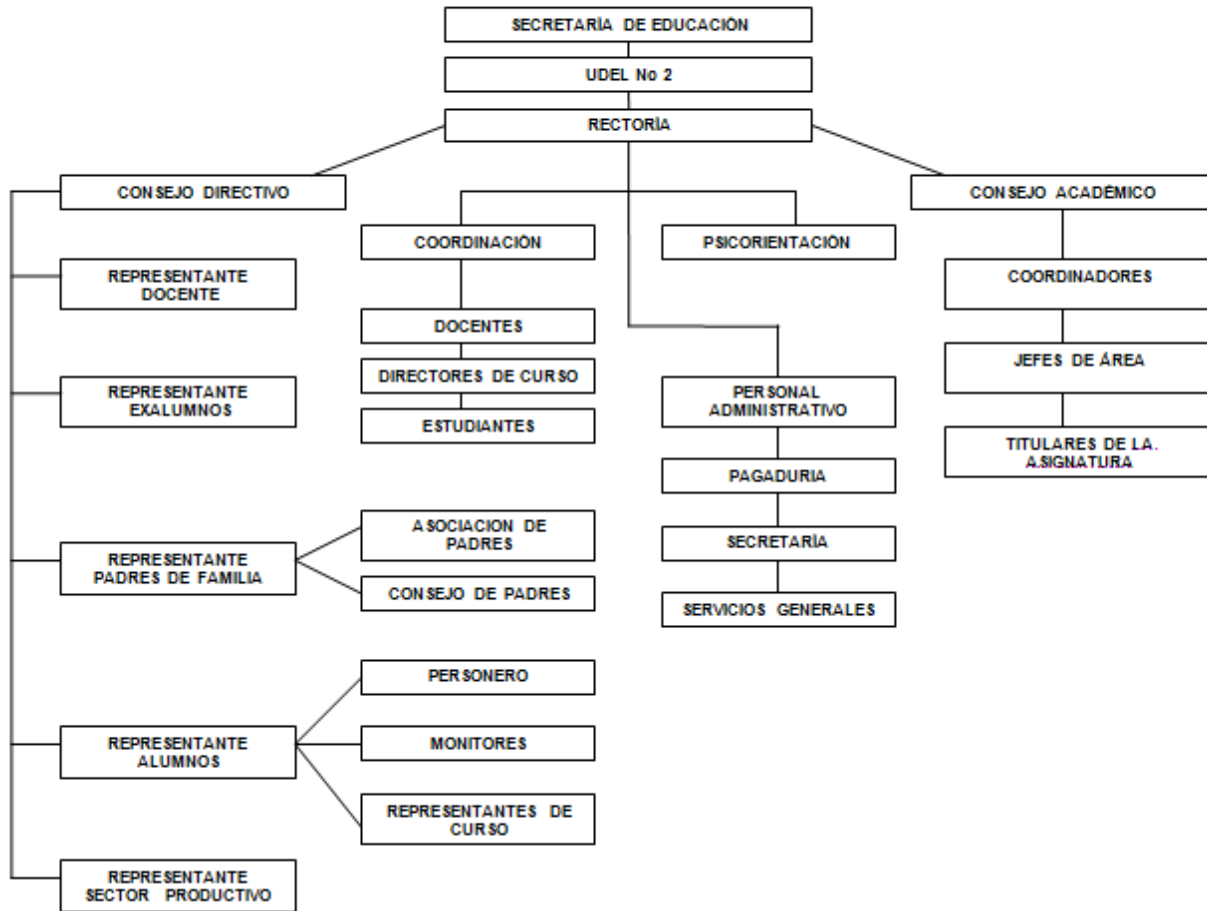 SECRETARÍA DE EDUCACIÓN
UDEL No 2
RECTORÍA
CONSEJO DIRECTIVO
CONSEJO ACADÉMICO
COORDINACIÓN
PSICORIENTACIÓN
REPRESENTANTE
DOCENTE
COORDINADORES
DOCENTES
JEFES DE ÁREA
DIRECTORES DE CURSO
REPRESENTANTE
EXALUMNOS
PERSONAL
ADMINISTRATIVO
ESTUDIANTES
TITULARES DE LA.
ASIGNATURA
PAGADURIA
ASOCIACION DE
PADRES
SECRETARÍA
REPRESENTANTE
PADRES DE FAMILIA
CONSEJO DE PADRES
SERVICIOS GENERALES
PERSONERO
REPRESENTANTE
ALUMNOS
MONITORES
REPRESENTANTES DE
CURSO
REPRESENTANTE
SECTOR PRODUCTIVO